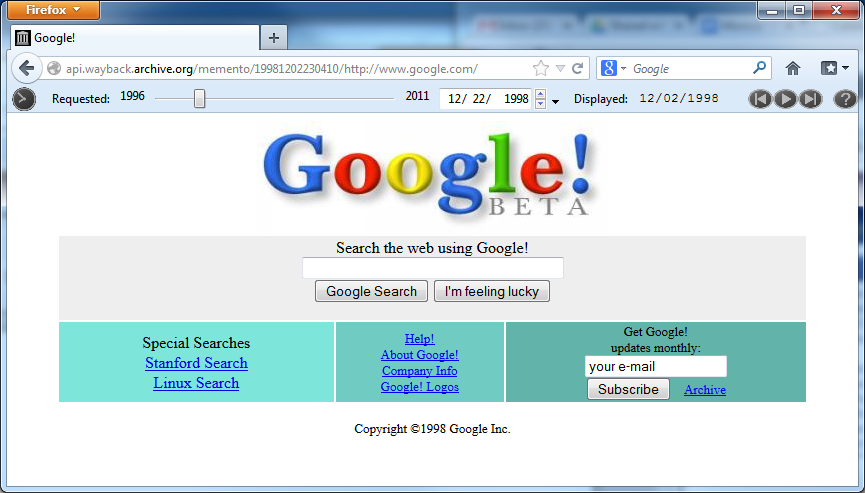 Firefox
Google!
api.wayback.archive.org/memento/19981202230410/http://www.google.com/
Google
Requested: 1996 2011 12/ 22/ 1998 Displayed: 12/02/1998
Google!
BETA
Search the web using Google!
Google Search I'm feeling lucky
Special Searches
Stanford Search
Linux Search
Help!
About Google!
Company Info
Google! Logos
Get Google!
updates monthly:
your e-mail
Subscribe Archive
Copyright ©1998 Google Inc.